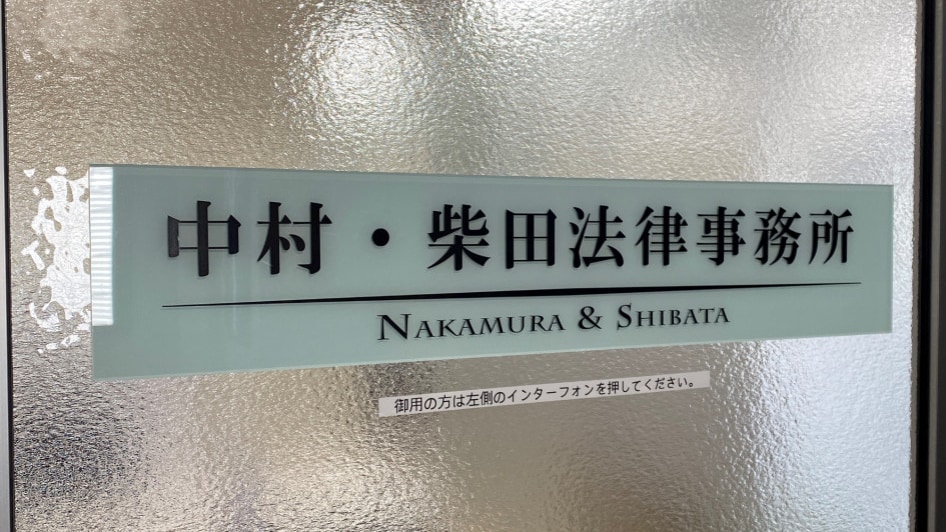 中村・柴田法律事務所
NAKAMURA & SHIBATA
御用の方は左側のインターフォンを押してください。